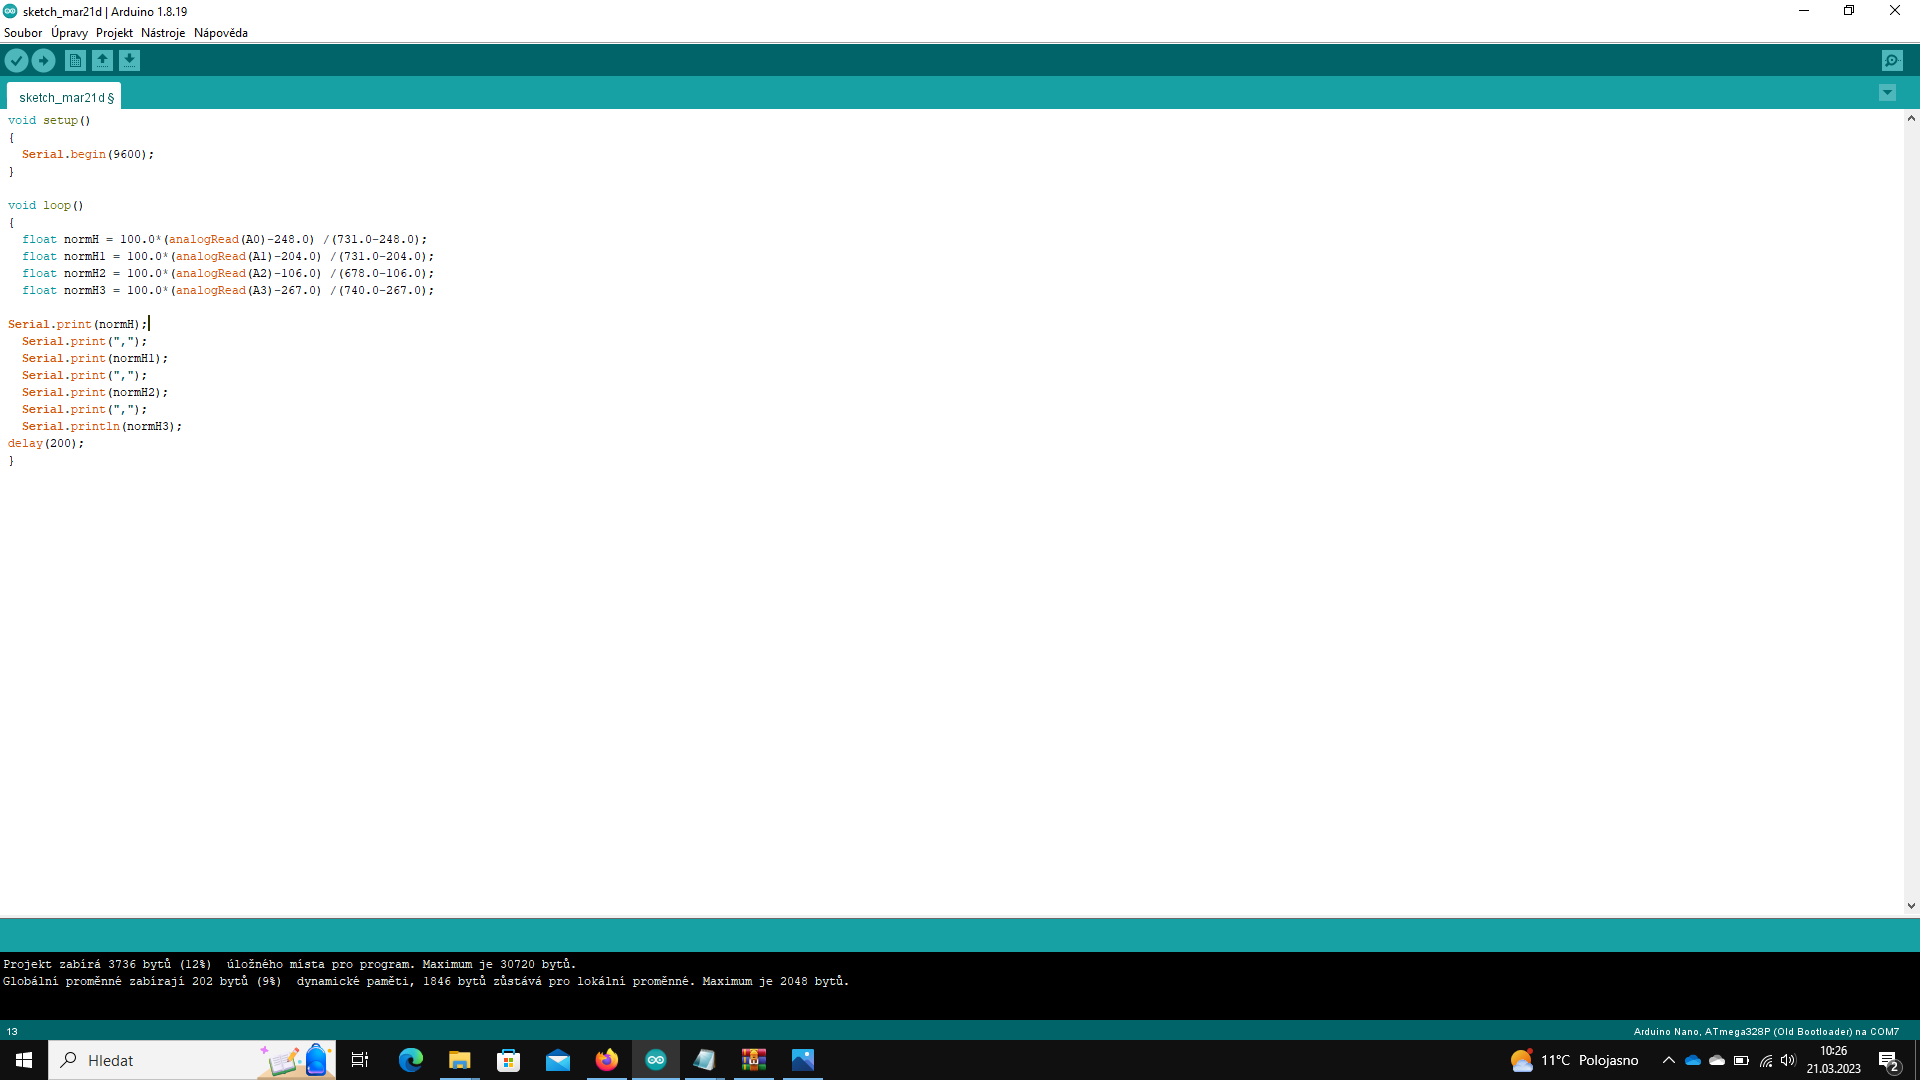 sketch_mar21d | Arduino 1.8.19
Soubor Úpravy Projekt Nástroje Nápověda
sketch_mar21d §
void setup()
{
  Serial.begin(9600);
}

void loop()
{
  float normH = 100.0*(analogRead(A0)-248.0) /(731.0-248.0);
  float normH1 = 100.0*(analogRead(A1)-204.0) /(731.0-204.0);
  float normH2 = 100.0*(analogRead(A2)-106.0) /(678.0-106.0);
  float normH3 = 100.0*(analogRead(A3)-267.0) /(740.0-267.0);

Serial.print(normH);
  Serial.print(",");
  Serial.print(normH1);
  Serial.print(",");
  Serial.print(normH2);
  Serial.print(",");
  Serial.println(normH3);
delay(200);
}
Projekt zabírá 3736 bytů (12%)  úložného místa pro program. Maximum je 30720 bytů.
Globální proměnné zabírají 202 bytů (9%)  dynamické paměti, 1846 bytů zůstává pro lokální proměnné. Maximum je 2048 bytů.
13
Arduino Nano, ATmega328P (Old Bootloader) na COM7
Hledat
11°C Polojasno
10:26
21.03.2023
2